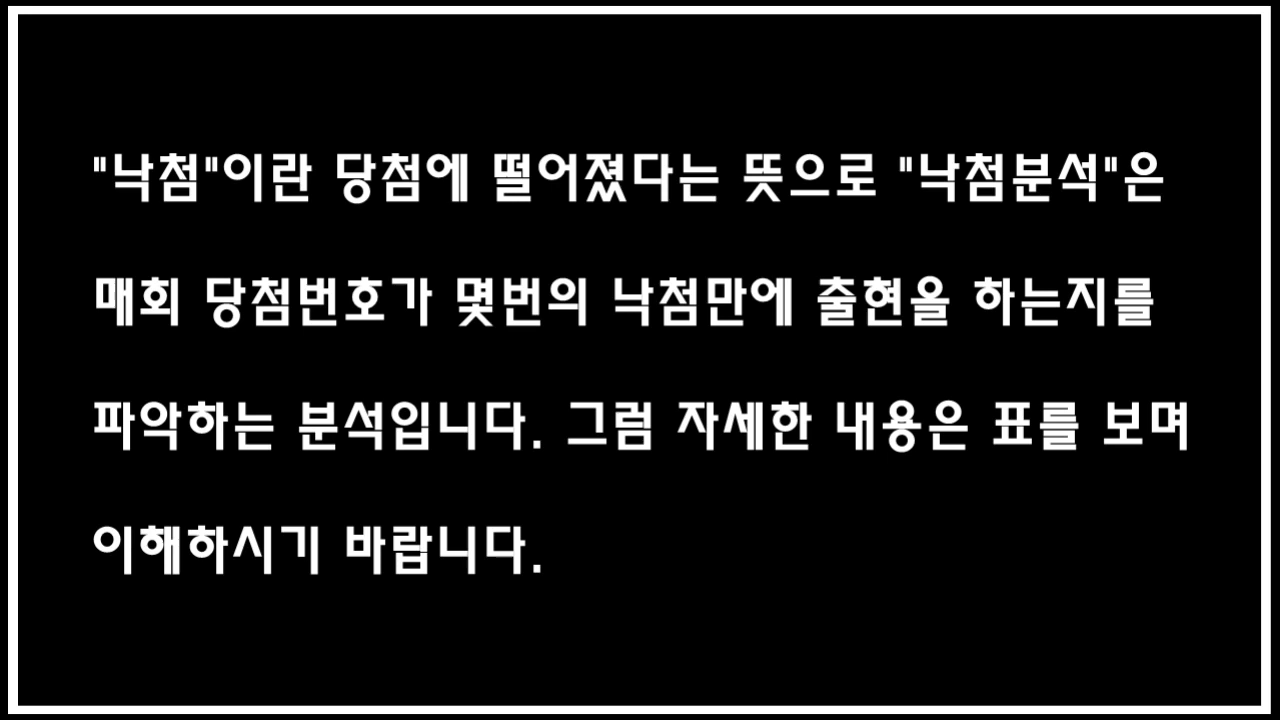 "낙첨"이란 당첨에 떨어졌다는 뜻으로 "낙첨분석"은
매회 당첨번호가 몇번의 낙첨만에 출현을 하는지를
파악하는 분석입니다. 그럼 자세한 내용은 표를 보며
이해하시기 바랍니다.